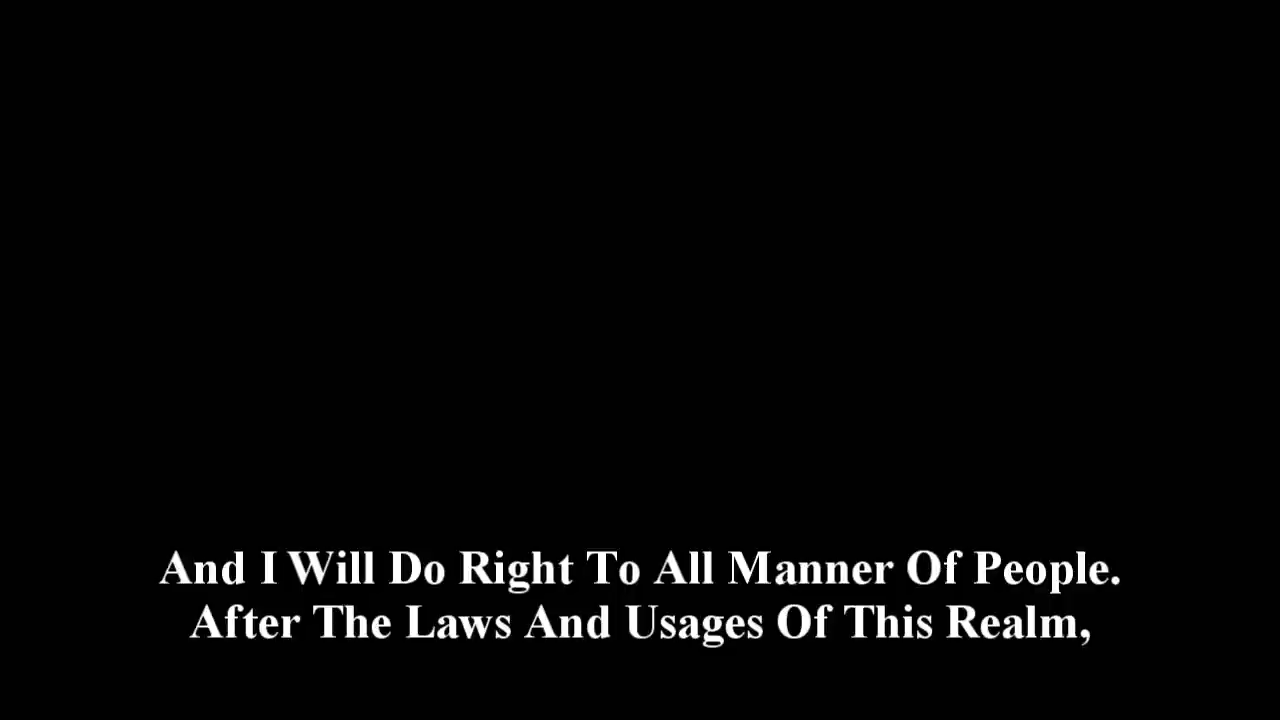 And I Will Do Right To All Manner Of People.
After The Laws And Usages Of This Realm,